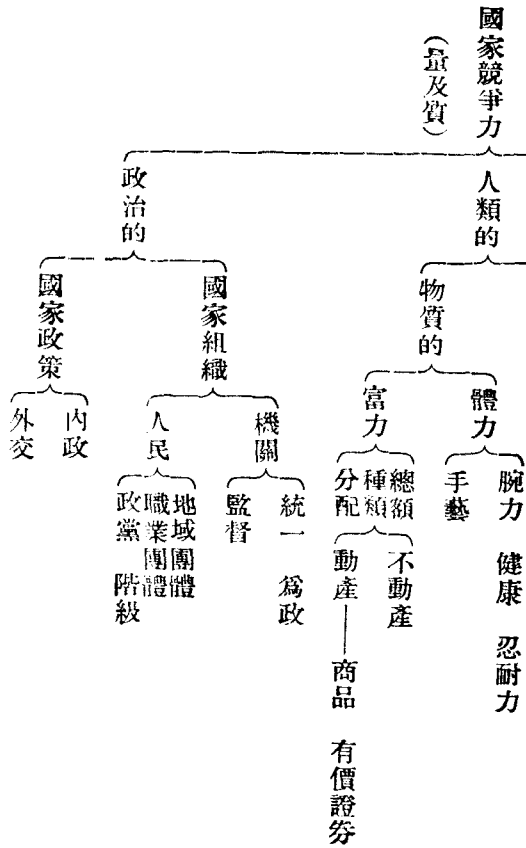 國家競爭力
(量及質)
人類的
物質的
體力
腕力 健康 忍耐力
手藝
富力
總額
種類
分配
不動產
動產——商品 有價證券
政治的
國家組織
機關
統一 爲政
監督
人民
地域團體
職業團體
政黨 階級
國家政策
內政
外交